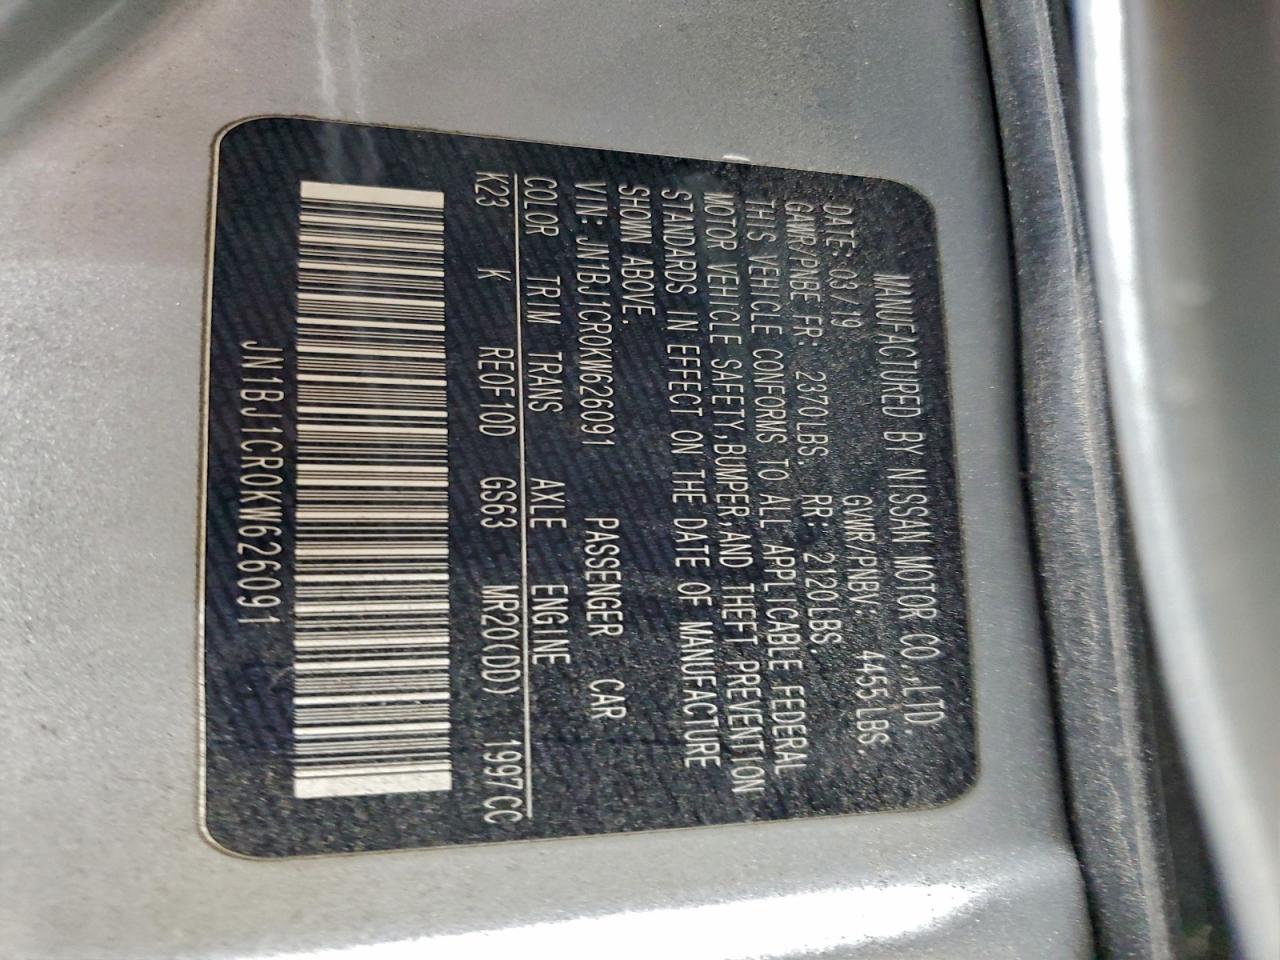 MANUFACTURED BY NISSAN MOTOR CO.,LTD.
DATE: 03/19 GVWR/PNBV: 4455LBS.
GAWR/PNBE FR: 2370LBS. RR: 2120LBS.
THIS VEHICLE CONFORMS TO ALL APPLICABLE FEDERAL
MOTOR VEHICLE SAFETY,BUMPER,AND THEFT PREVENTION
STANDARDS IN EFFECT ON THE DATE OF MANUFACTURE
SHOWN ABOVE.
VIN: JN1BJ1CR0KW626091 PASSENGER CAR
COLOR TRIM TRANS AXLE ENGINE
K23 K RE0F10D GS63 MR20(DD) 1997CC
JN1BJ1CR0KW626091